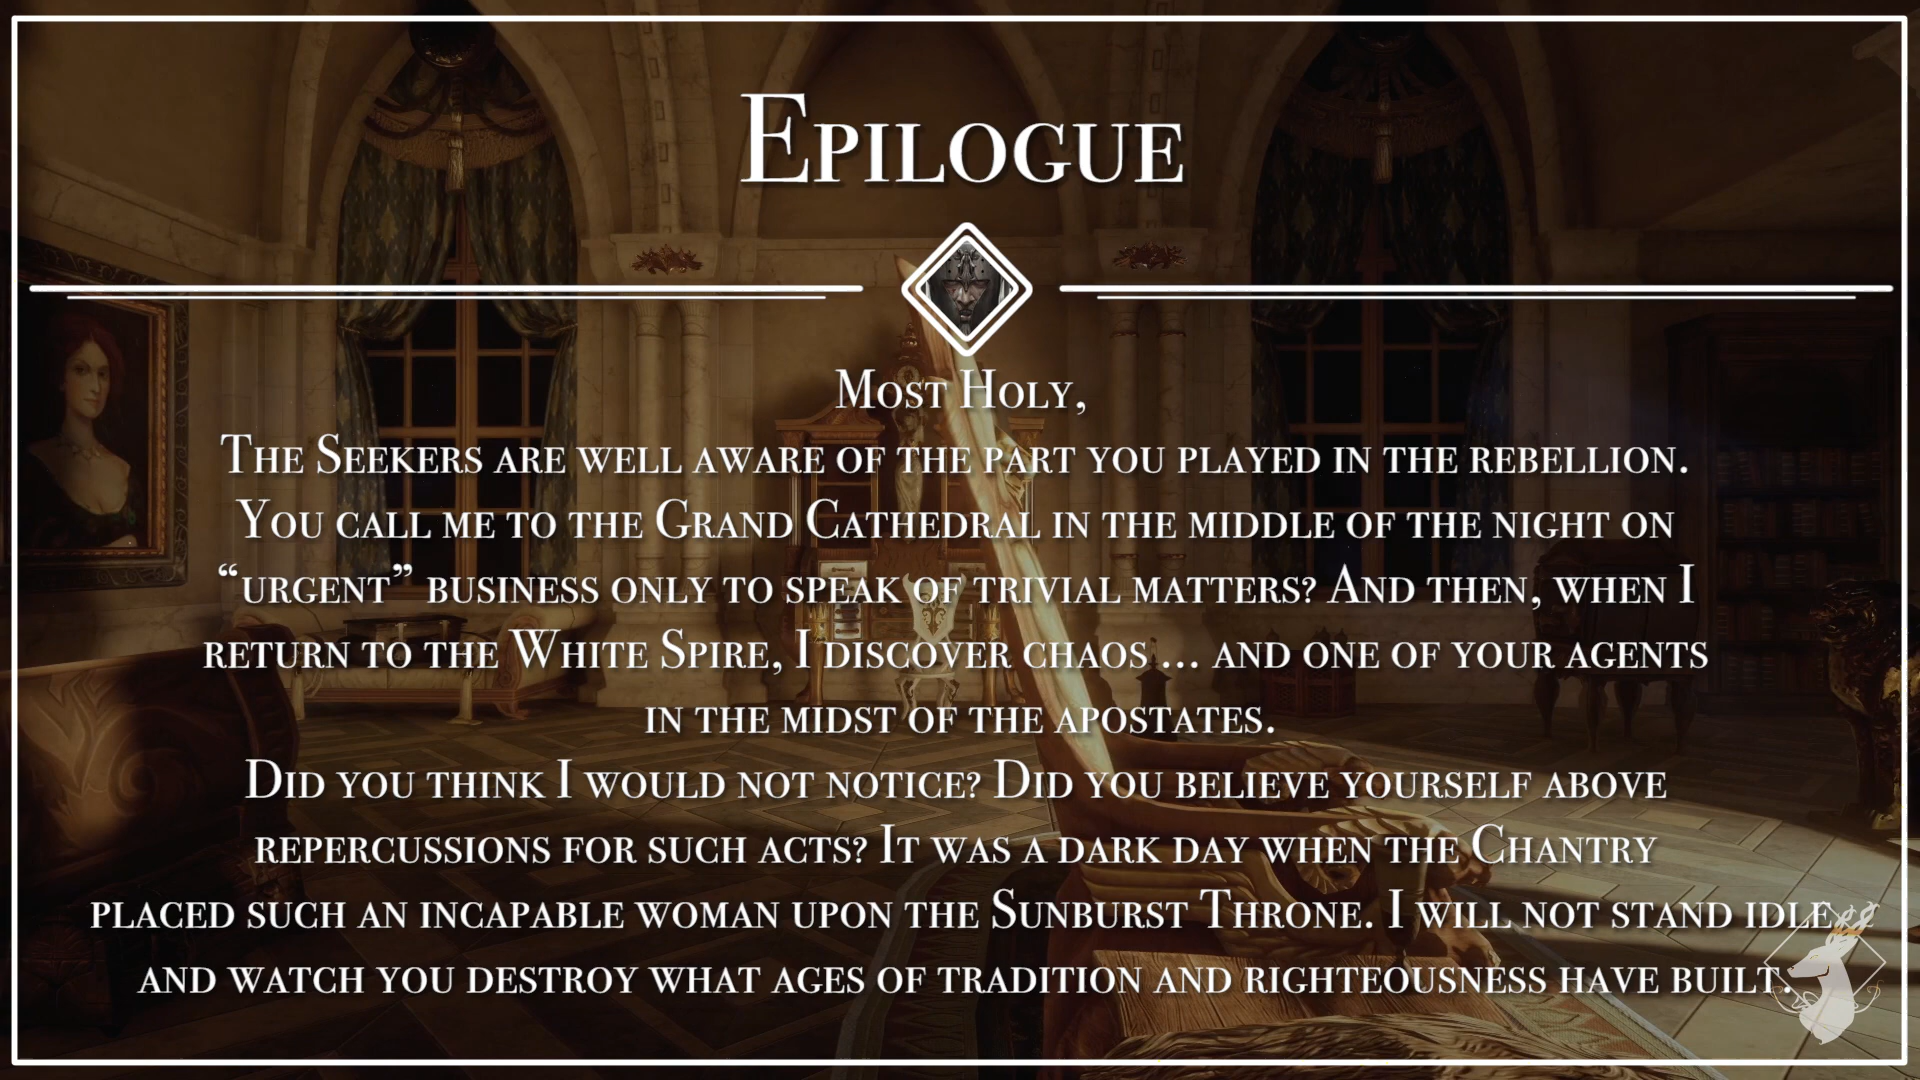 Epilogue
Most Holy,
The Seekers are well aware of the part you played in the rebellion.
You call me to the Grand Cathedral in the middle of the night on
“urgent” business only to speak of trivial matters? And then, when I
return to the White Spire, I discover chaos ... and one of your agents
in the midst of the apostates.
Did you think I would not notice? Did you believe yourself above
repercussions for such acts? It was a dark day when the Chantry
placed such an incapable woman upon the Sunburst Throne. I will not stand idle
and watch you destroy what ages of tradition and righteousness have built.